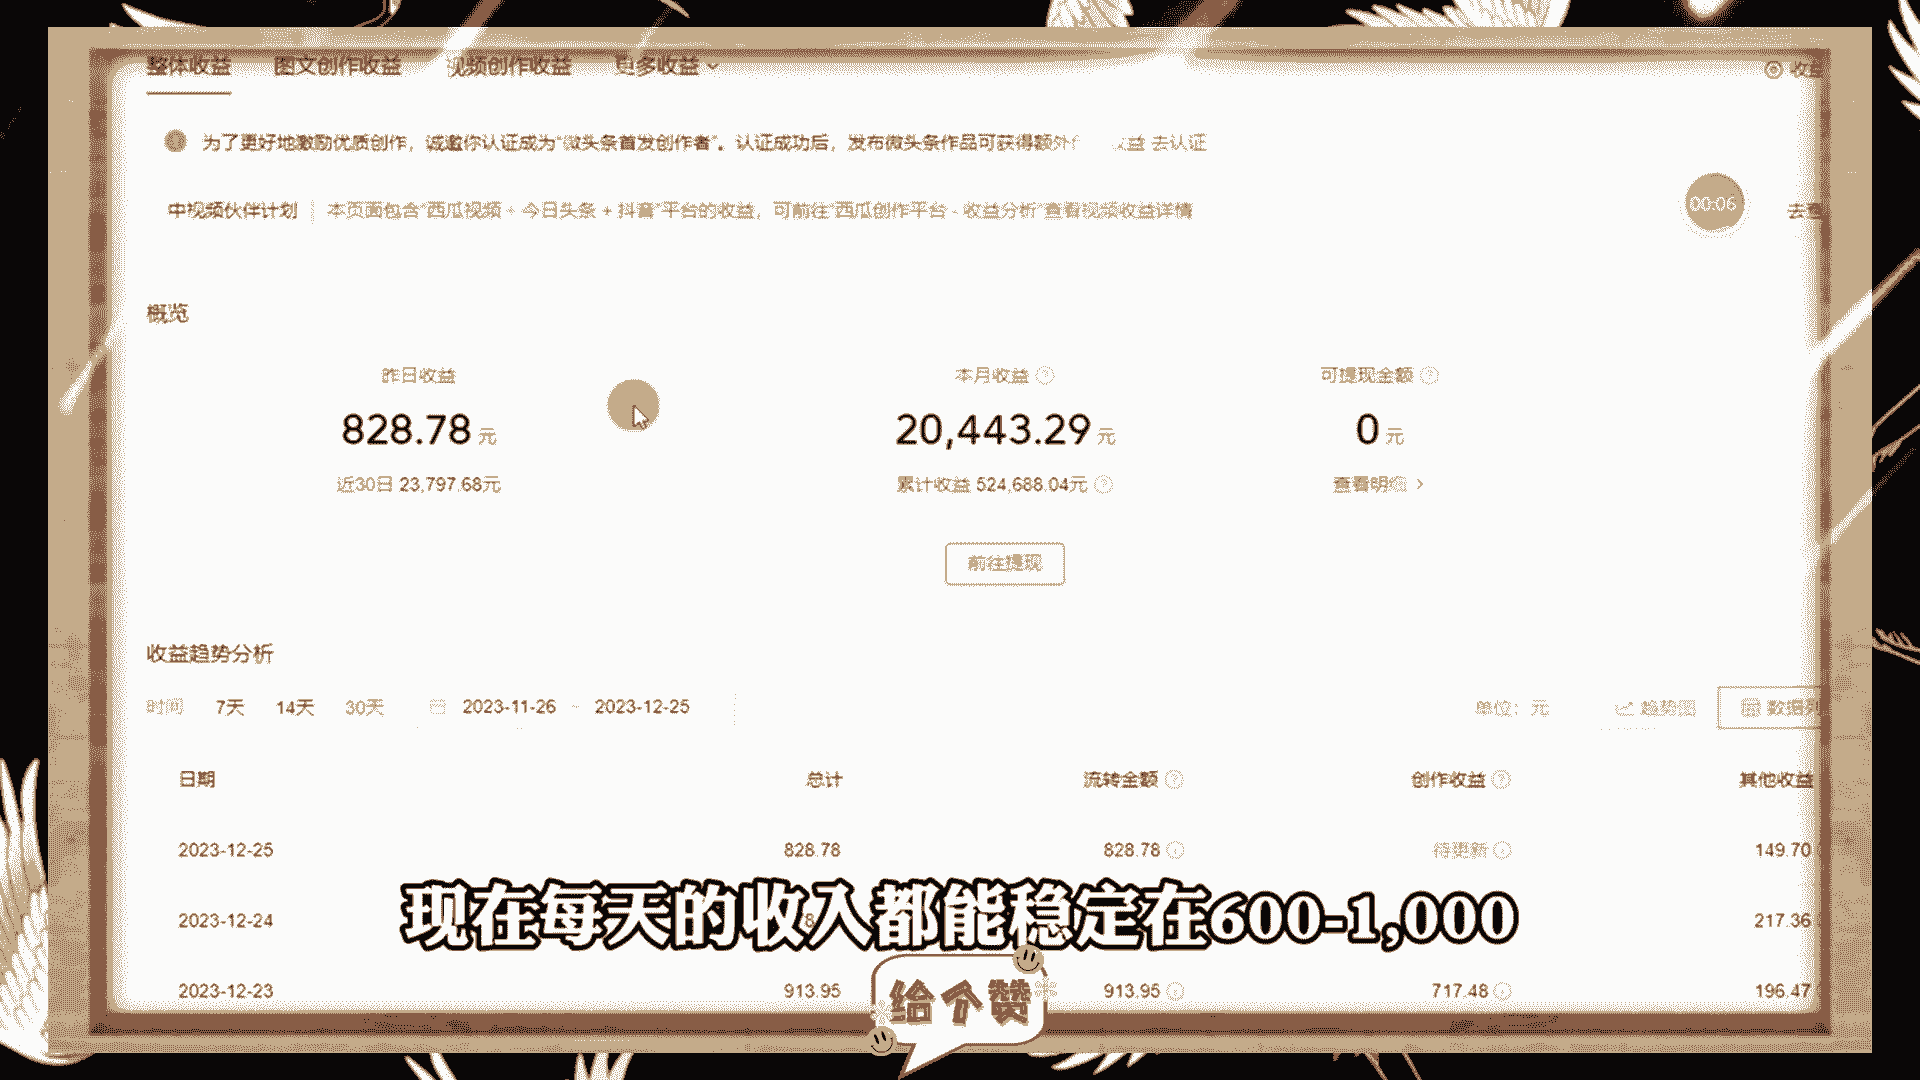 整体收益 图文创作收益 视频创作收益 更多收益
为了更好地激励优质创作，诚邀你认证成为“微头条首发创作者”。认证成功后，发布微头条作品可获得额外 收益 去认证
中视频伙伴计划 本页面包含“西瓜视频 + 今日头条 + 抖音”平台的收益，可前往“西瓜创作平台 - 收益分析”查看视频收益详情
00:06
概览
昨日收益 本月收益 可提现金额
828.78 元 20,443.29 元 0 元
近30日 23,797.68元 累计收益 524,688.04元 查看明细
前往提现
收益趋势分析
时间 7天 14天 30天 2023-11-26 - 2023-12-25 单位：元 趋势图 数据
日期 总计 流转金额 创作收益 其他收益
2023-12-25 828.78 828.78 待更新 149.70
2023-12-24 217.36
现在每天的收入都能稳定在600-1,000
2023-12-23 913.95 913.95 717.48 196.47
给个赞